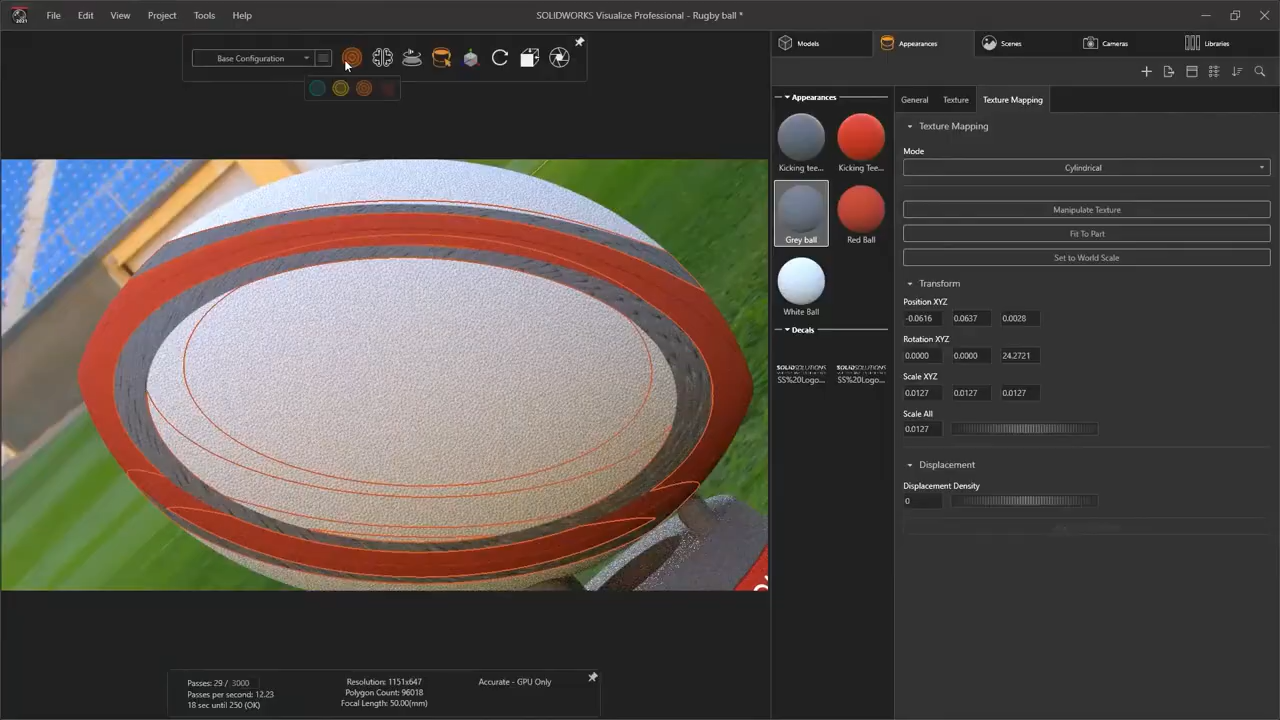 2021
File Edit View Project Tools Help
SOLIDWORKS Visualize Professional - Rugby ball *
Base Configuration
Models
Appearances
Scenes
Cameras
Libraries
Appearances
Kicking tee...
Kicking Tee...
Grey ball
Red Ball
White Ball
Decals
SOLIDSOLUTIONS
SS%20Logo...
SOLIDSOLUTIONS
SS%20Logo...
General Texture Texture Mapping
Texture Mapping
Mode
Cylindrical
Manipulate Texture
Fit To Part
Set to World Scale
Transform
Position XYZ
-0.0616 0.0637 0.0028
Rotation XYZ
0.0000 0.0000 24.2721
Scale XYZ
0.0127 0.0127 0.0127
Scale All
0.0127
Displacement
Displacement Density
0
Passes: 29 / 3000
Passes per second: 12.23
18 sec until 250 (OK)
Resolution: 1151x647
Polygon Count: 96018
Focal Length: 50.00(mm)
Accurate - GPU Only